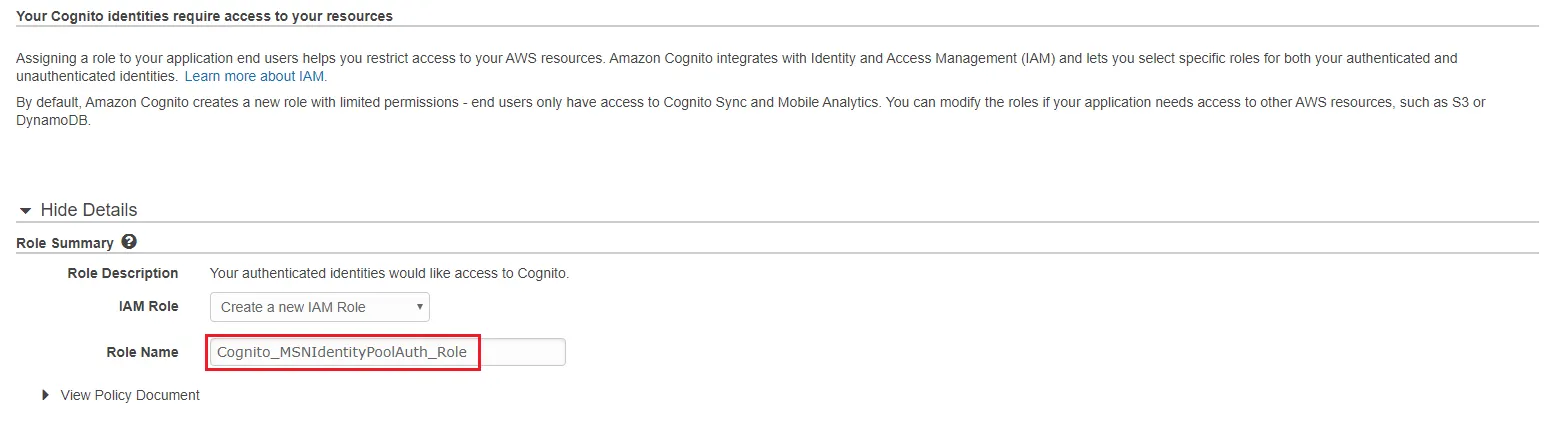 Your Cognito identities require access to your resources
Assigning a role to your application end users helps you restrict access to your AWS resources. Amazon Cognito integrates with Identity and Access Management (IAM) and lets you select specific roles for both your authenticated and
unauthenticated identities. Learn more about IAM.
By default, Amazon Cognito creates a new role with limited permissions - end users only have access to Cognito Sync and Mobile Analytics. You can modify the roles if your application needs access to other AWS resources, such as S3 or
DynamoDB.
Hide Details
Role Summary ?
Role Description Your authenticated identities would like access to Cognito.
IAM Role Create a new IAM Role
Role Name Cognito_MSNIdentityPoolAuth_Role
View Policy Document